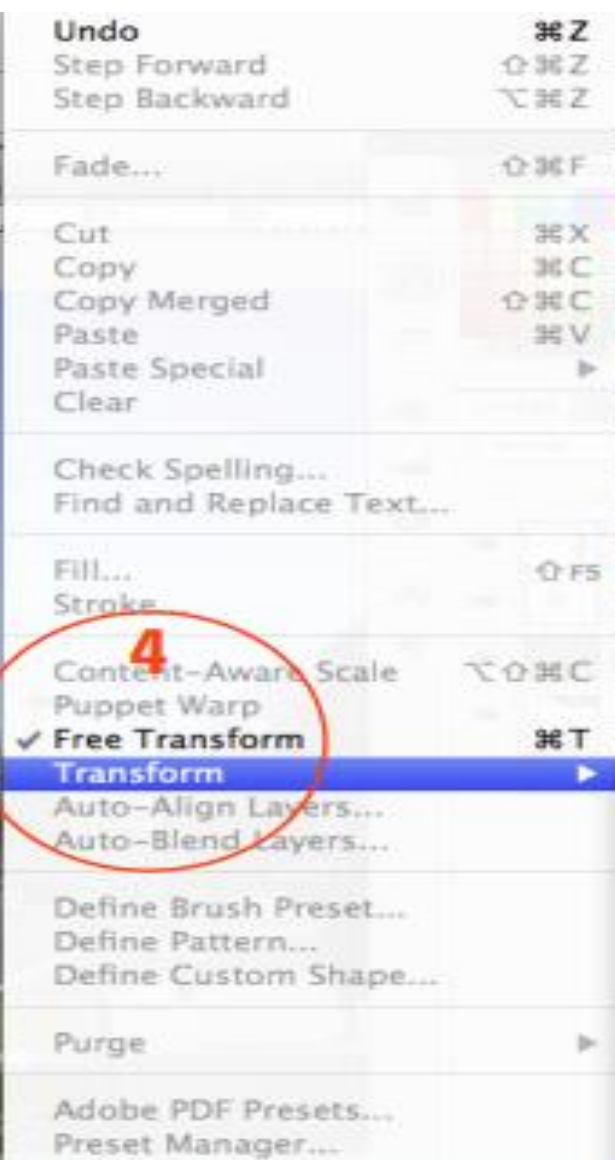 Undo ⌘Z
Step Forward ⇧⌘Z
Step Backward ⌥⌘Z
Fade... ⇧⌘F
Cut ⌘X
Copy ⌘C
Copy Merged ⇧⌘C
Paste ⌘V
Paste Special ▶
Clear
Check Spelling...
Find and Replace Text...
Fill... ⇧F5
Stroke...
4
Content-Aware Scale ⌥⇧⌘C
Puppet Warp
✓ Free Transform ⌘T
Transform ▶
Auto-Align Layers...
Auto-Blend Layers...
Define Brush Preset...
Define Pattern...
Define Custom Shape...
Purge ▶
Adobe PDF Presets...
Preset Manager...